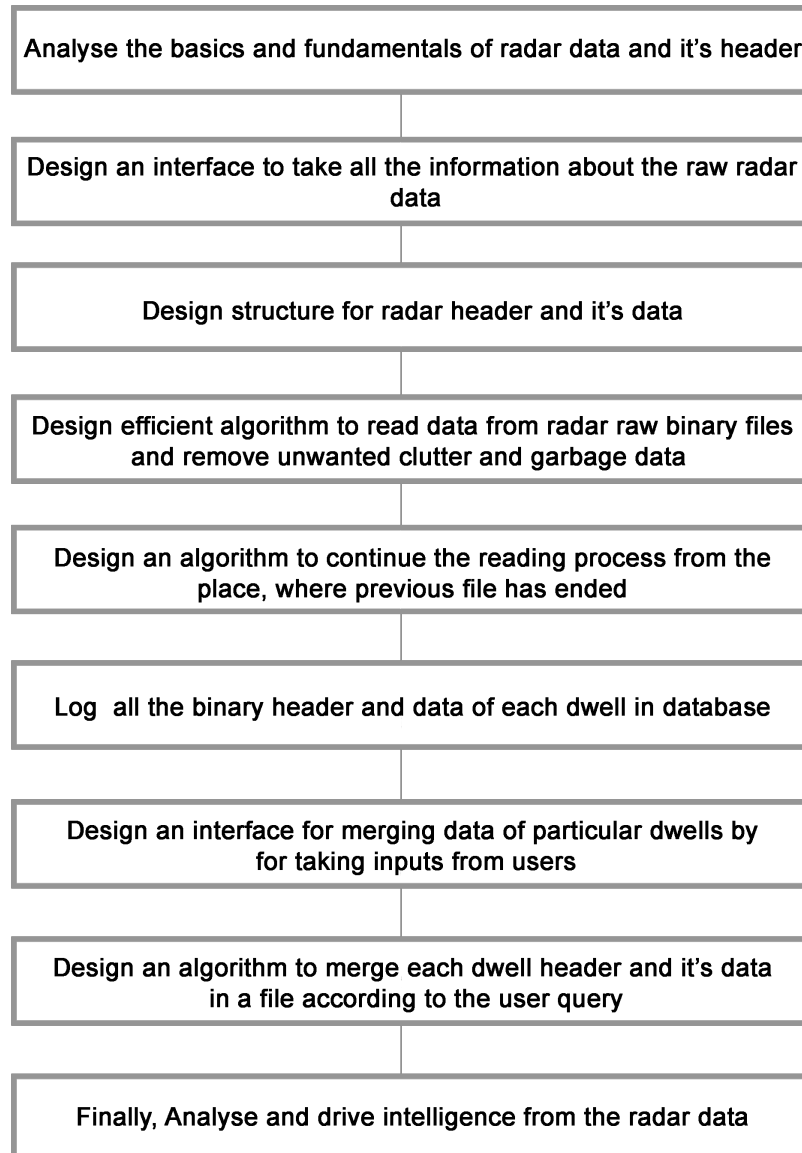 Analyse the basics and fundamentals of radar data and it's header
Design an interface to take all the information about the raw radar
data
Design structure for radar header and it's data
Design efficient algorithm to read data from radar raw binary files
and remove unwanted clutter and garbage data
Design an algorithm to continue the reading process from the
place, where previous file has ended
Log  all the binary header and data of each dwell in database
Design an interface for merging data of particular dwells by
for taking inputs from users
Design an algorithm to merge each dwell header and it's data
in a file according to the user query
Finally, Analyse and drive intelligence from the radar data